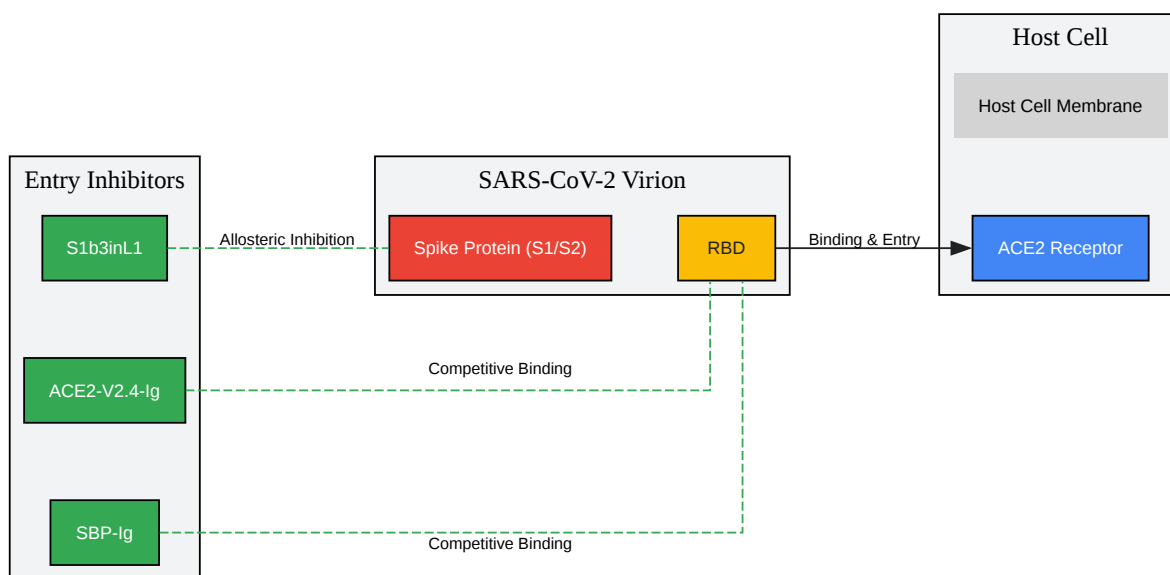 Host Cell
Host Cell Membrane
Entry Inhibitors
SARS-CoV-2 Virion
S1b3inL1
Allosteric Inhibition
Spike Protein (S1/S2)
RBD
Binding & Entry
ACE2 Receptor
ACE2-V2.4-Ig
Competitive Binding
SBP-Ig
Competitive Binding